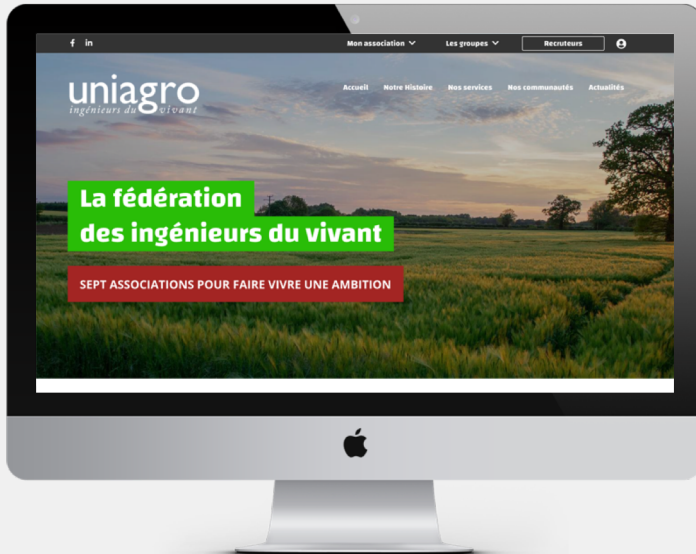 f in Mon association Les groupes Recruteurs
uniagro
ingénieurs du vivant
Accueil Notre Histoire Nos services Nos communautés Actualités
La fédération
des ingénieurs du vivant
SEPT ASSOCIATIONS POUR FAIRE VIVRE UNE AMBITION